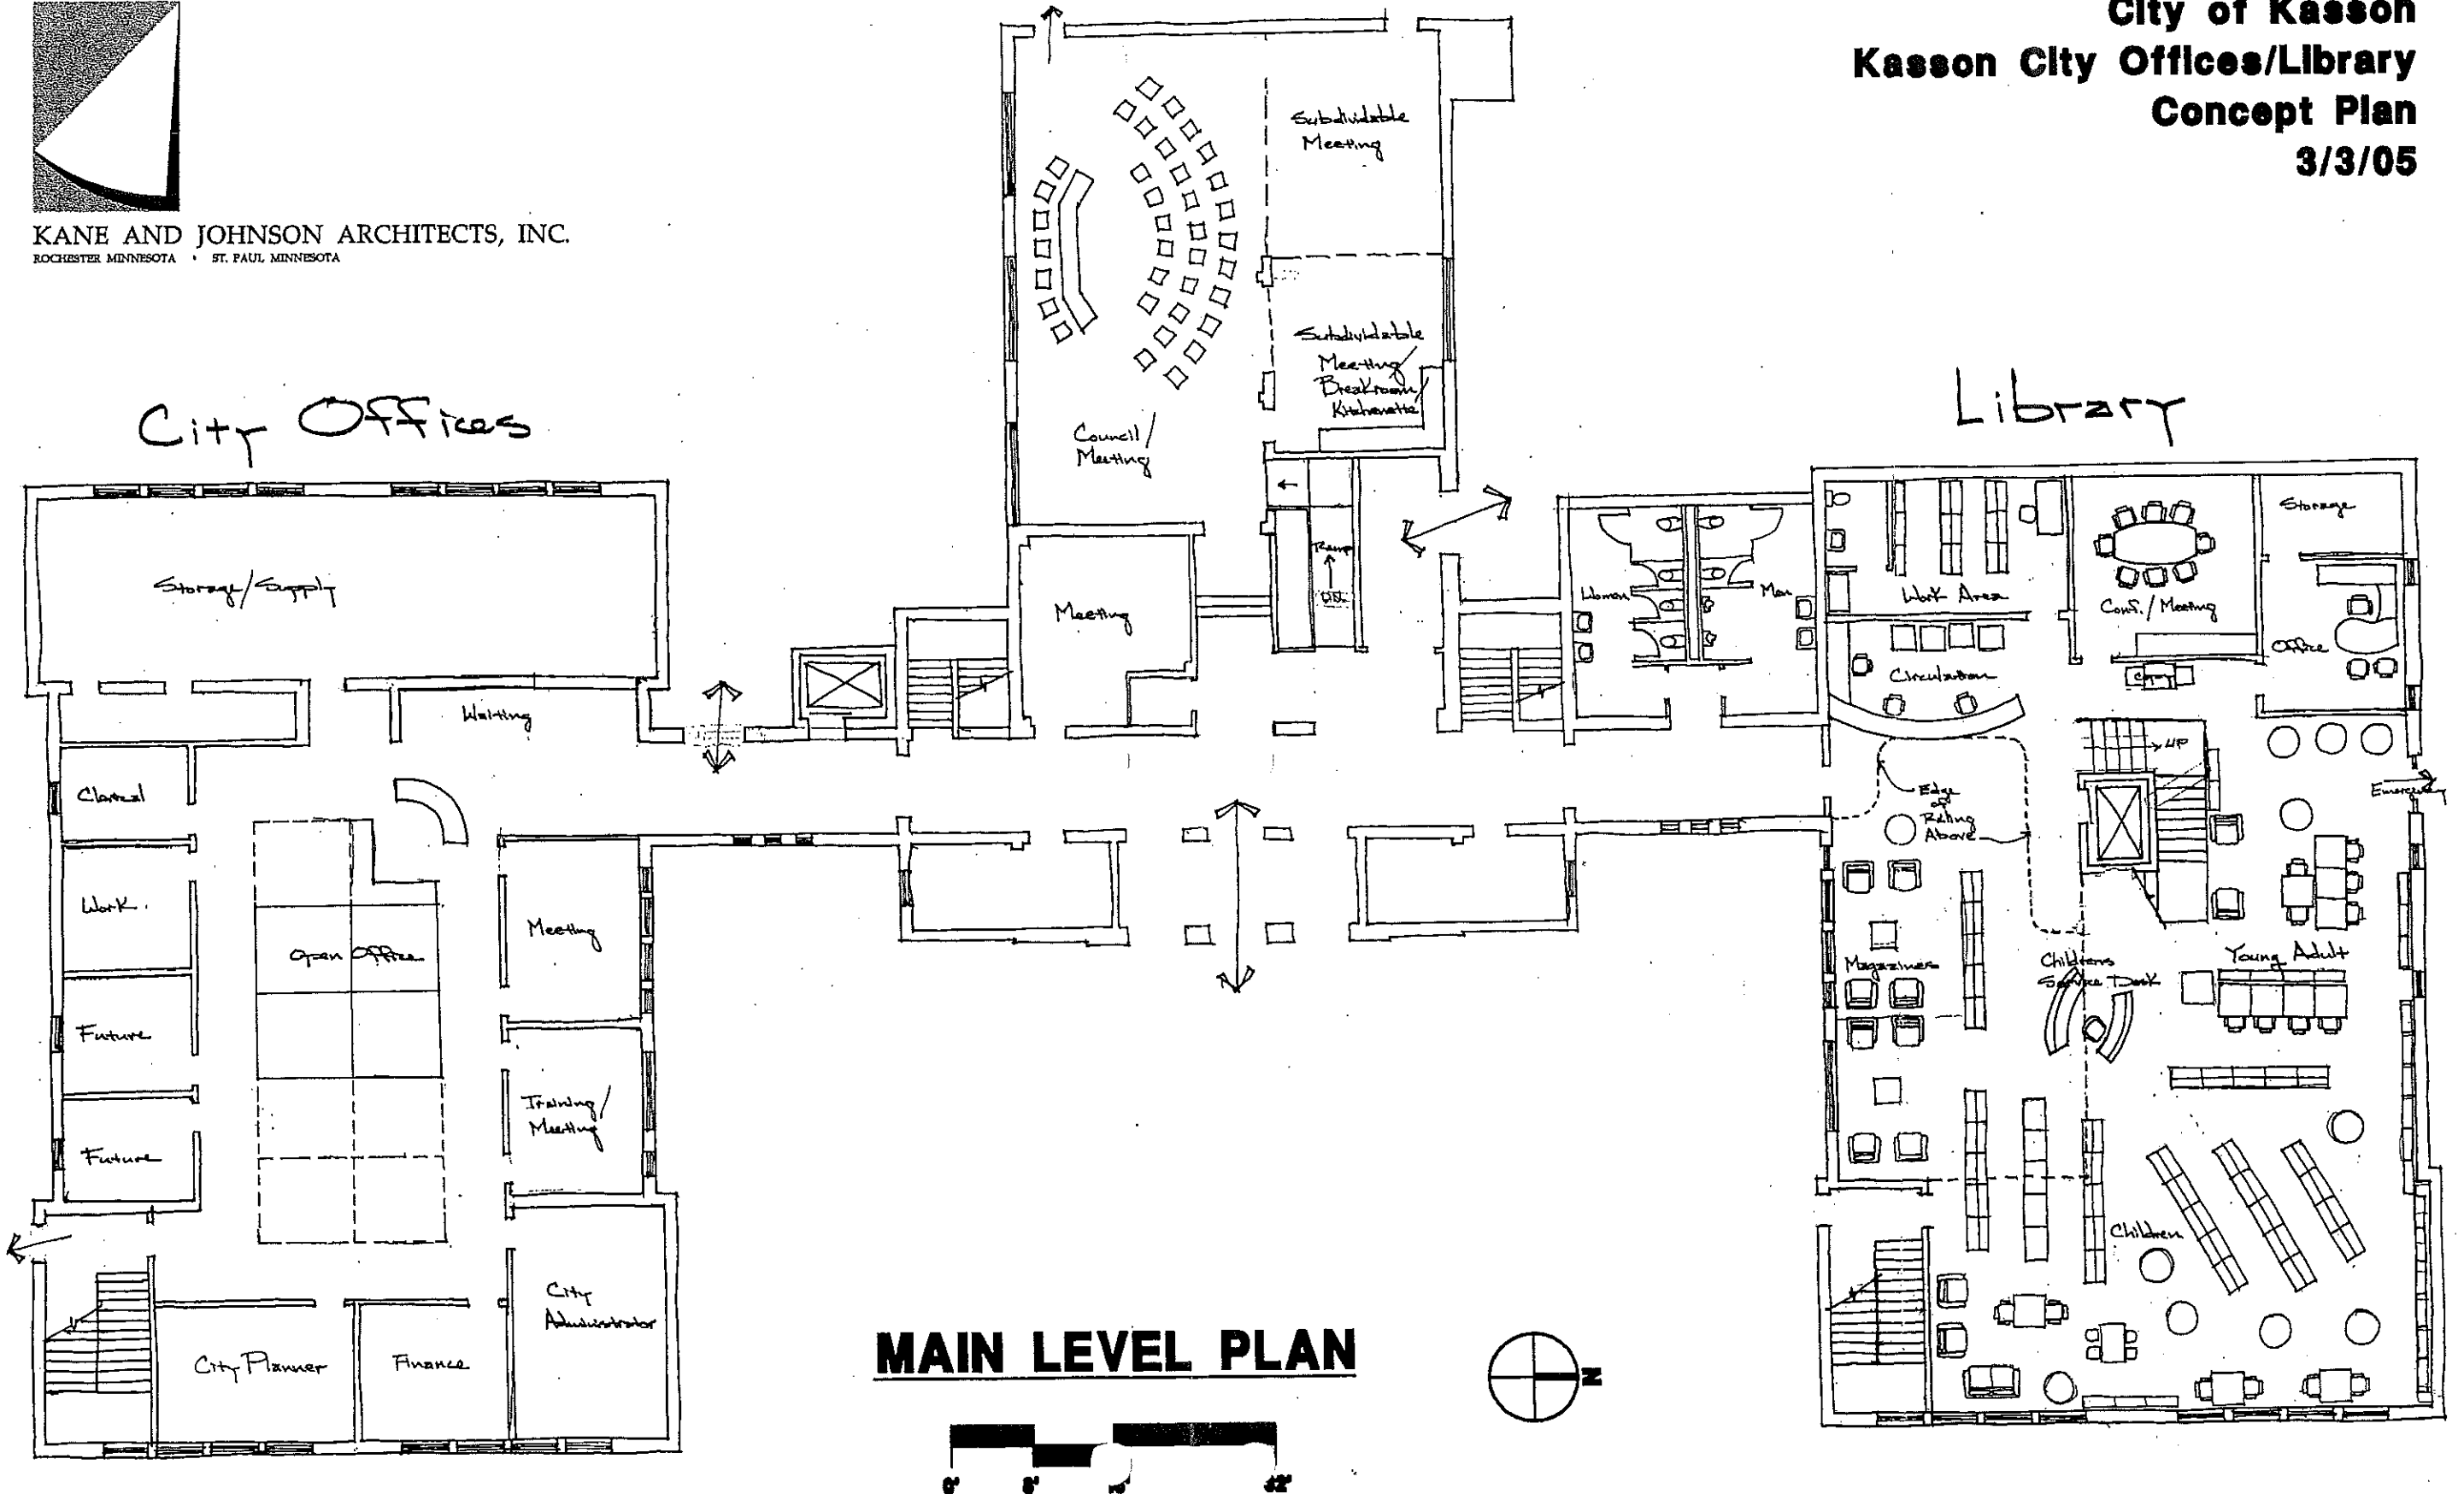 City of Kasson
Kasson City Offices/Library
Concept Plan
3/3/05
KANE AND JOHNSON ARCHITECTS, INC.
ROCHESTER MINNESOTA · ST. PAUL MINNESOTA
City Offices
Library
Subdividable
Meeting
Subdividable
Meeting/
Breakroom/
Kitchenette
Council/
Meeting
Storage/Supply
Waiting
Meeting
Ramp
DN.
Women
Men
Work Area
Conf./Meeting
Storage
Office
Circulation
UP
Emergency
Edge
of
Railing
Above
Clerical
Work
Future
Future
Open Office
Meeting
Training/
Meeting
City
Administrator
City Planner
Finance
Magazines
Childrens
Service Desk
Young Adult
Children
MAIN LEVEL PLAN
N
0' 8' 32'